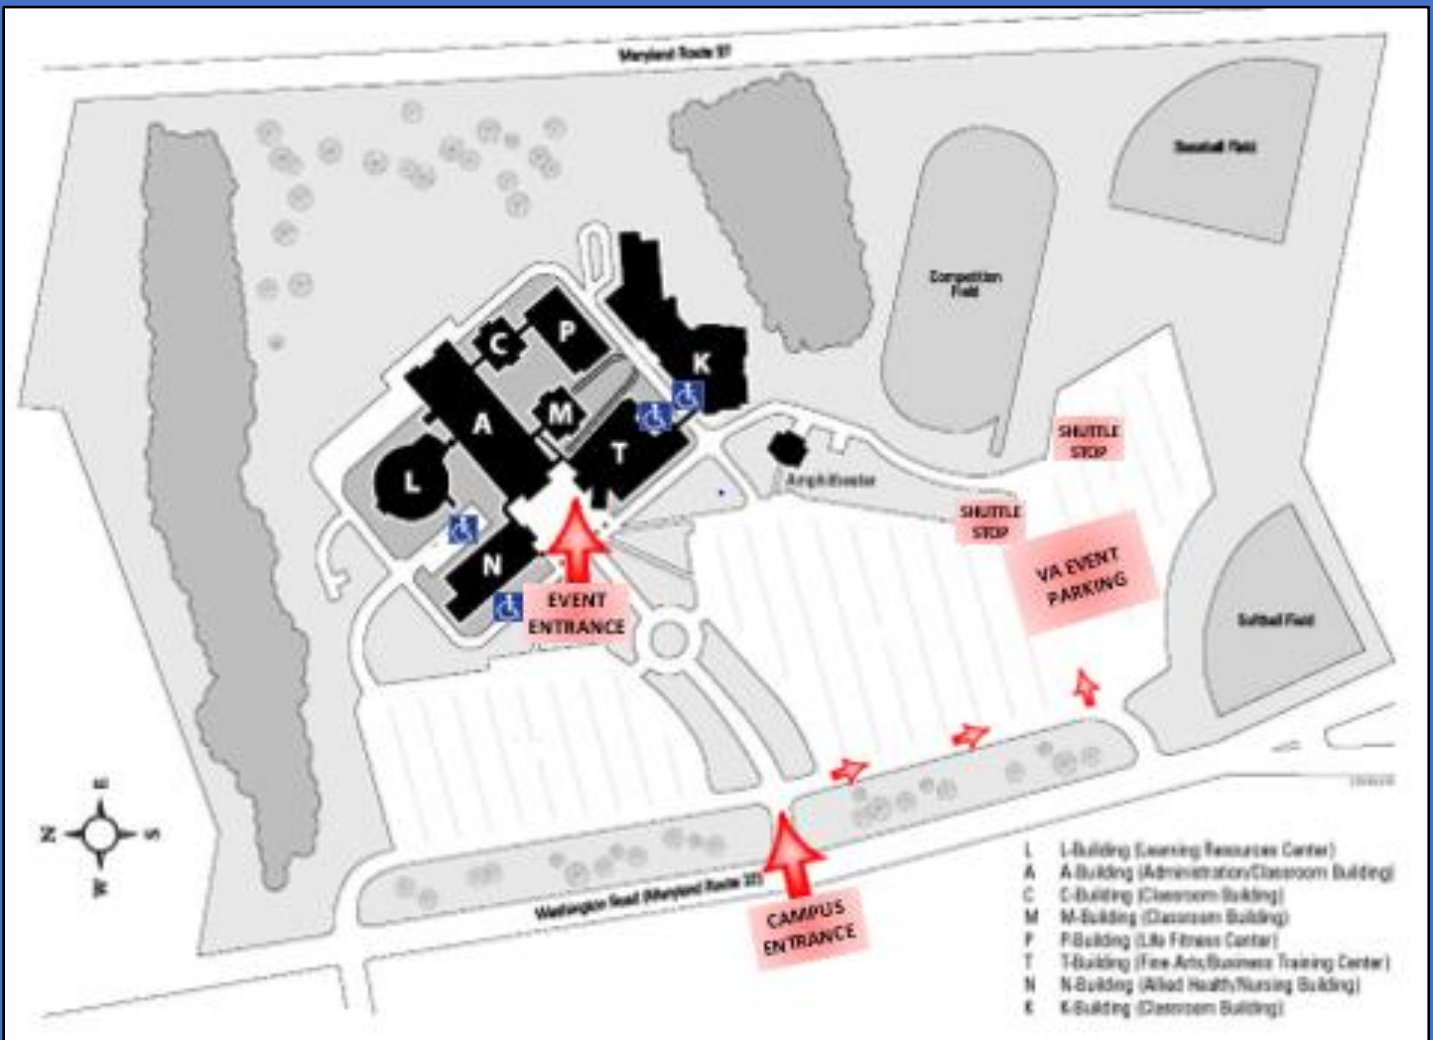 Maryland Route 97
Baseball Field
Competition
Field
P
C
K
M
A
T
L
N
SHUTTLE
STOP
Amphitheater
SHUTTLE
STOP
VA EVENT
PARKING
EVENT
ENTRANCE
Softball Field
E
N
S
W
Washington Road (Maryland Route 32)
CAMPUS
ENTRANCE
L L-Building (Learning Resources Center)
A A-Building (Administration/Classroom Building)
C C-Building (Classroom Building)
M M-Building (Classroom Building)
P P-Building (Life Fitness Center)
T T-Building (Fine Arts/Business Training Center)
N N-Building (Allied Health/Nursing Building)
K K-Building (Classroom Building)